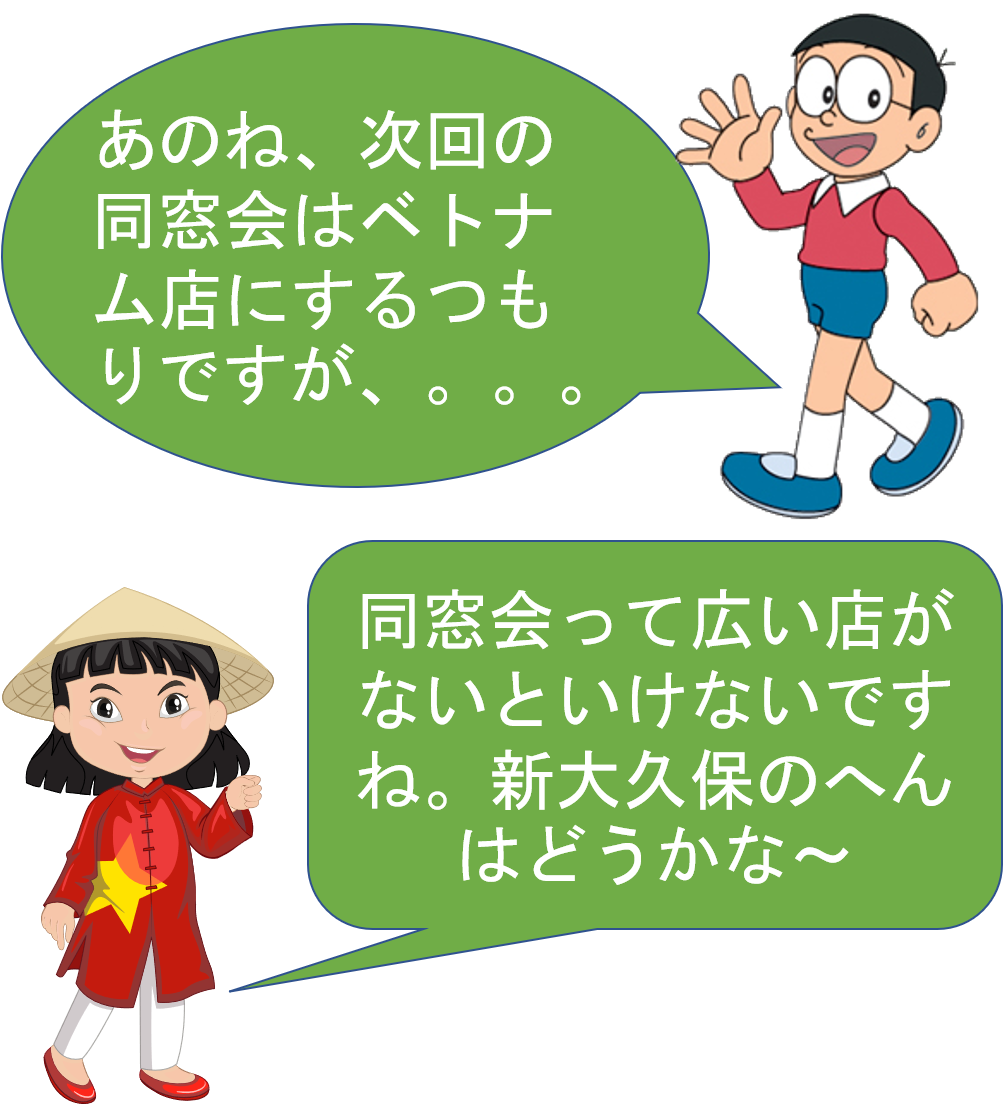 あのね、次回の
同窓会はベトナ
ム店にするつも
りですが、。。。
同窓会って広い店が
ないといけないです
ね。新大久保のへん
はどうかな～